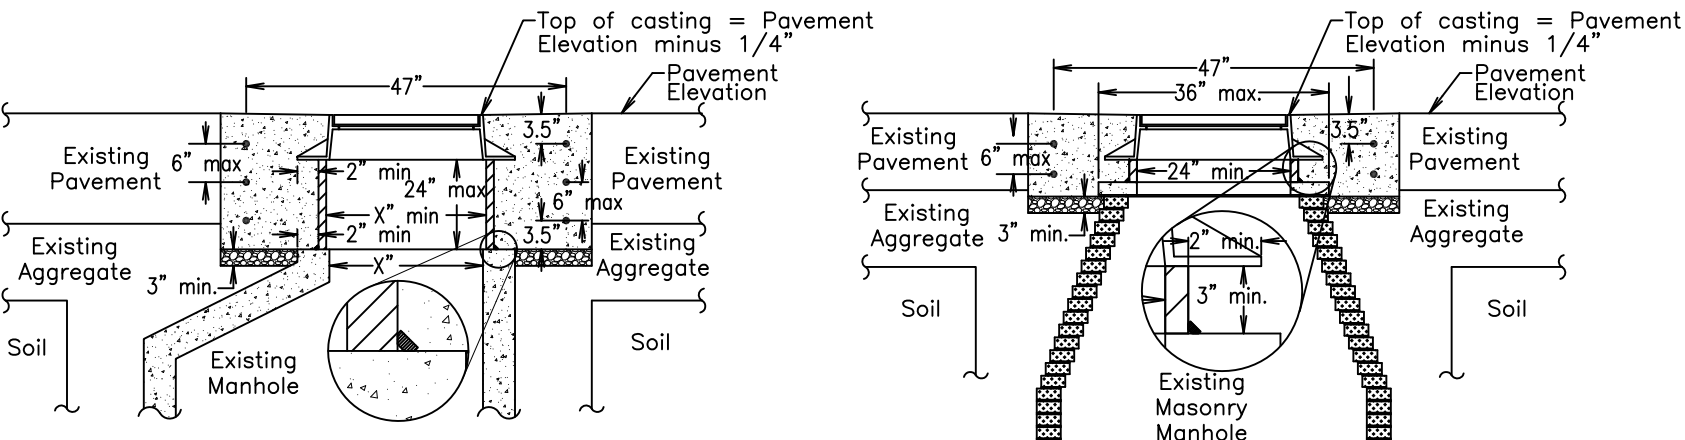 Top of casting = Pavement
Elevation minus 1/4"
47"
Pavement
Elevation
3.5"
Existing
Pavement
6" max
2" min
24" max
Existing
Pavement
6" max
X" min
2" min
3.5"
Existing
Aggregate
X"
Existing
Aggregate
3" min.
Soil
Existing
Manhole
Soil
Top of casting = Pavement
Elevation minus 1/4"
47"
Pavement
Elevation
36" max.
3.5"
Existing
Pavement
6" max
24" min
Existing
Pavement
Existing
Aggregate
3" min.
2" min.
Existing
Aggregate
3" min.
Soil
Soil
Existing
Masonry
Manhole